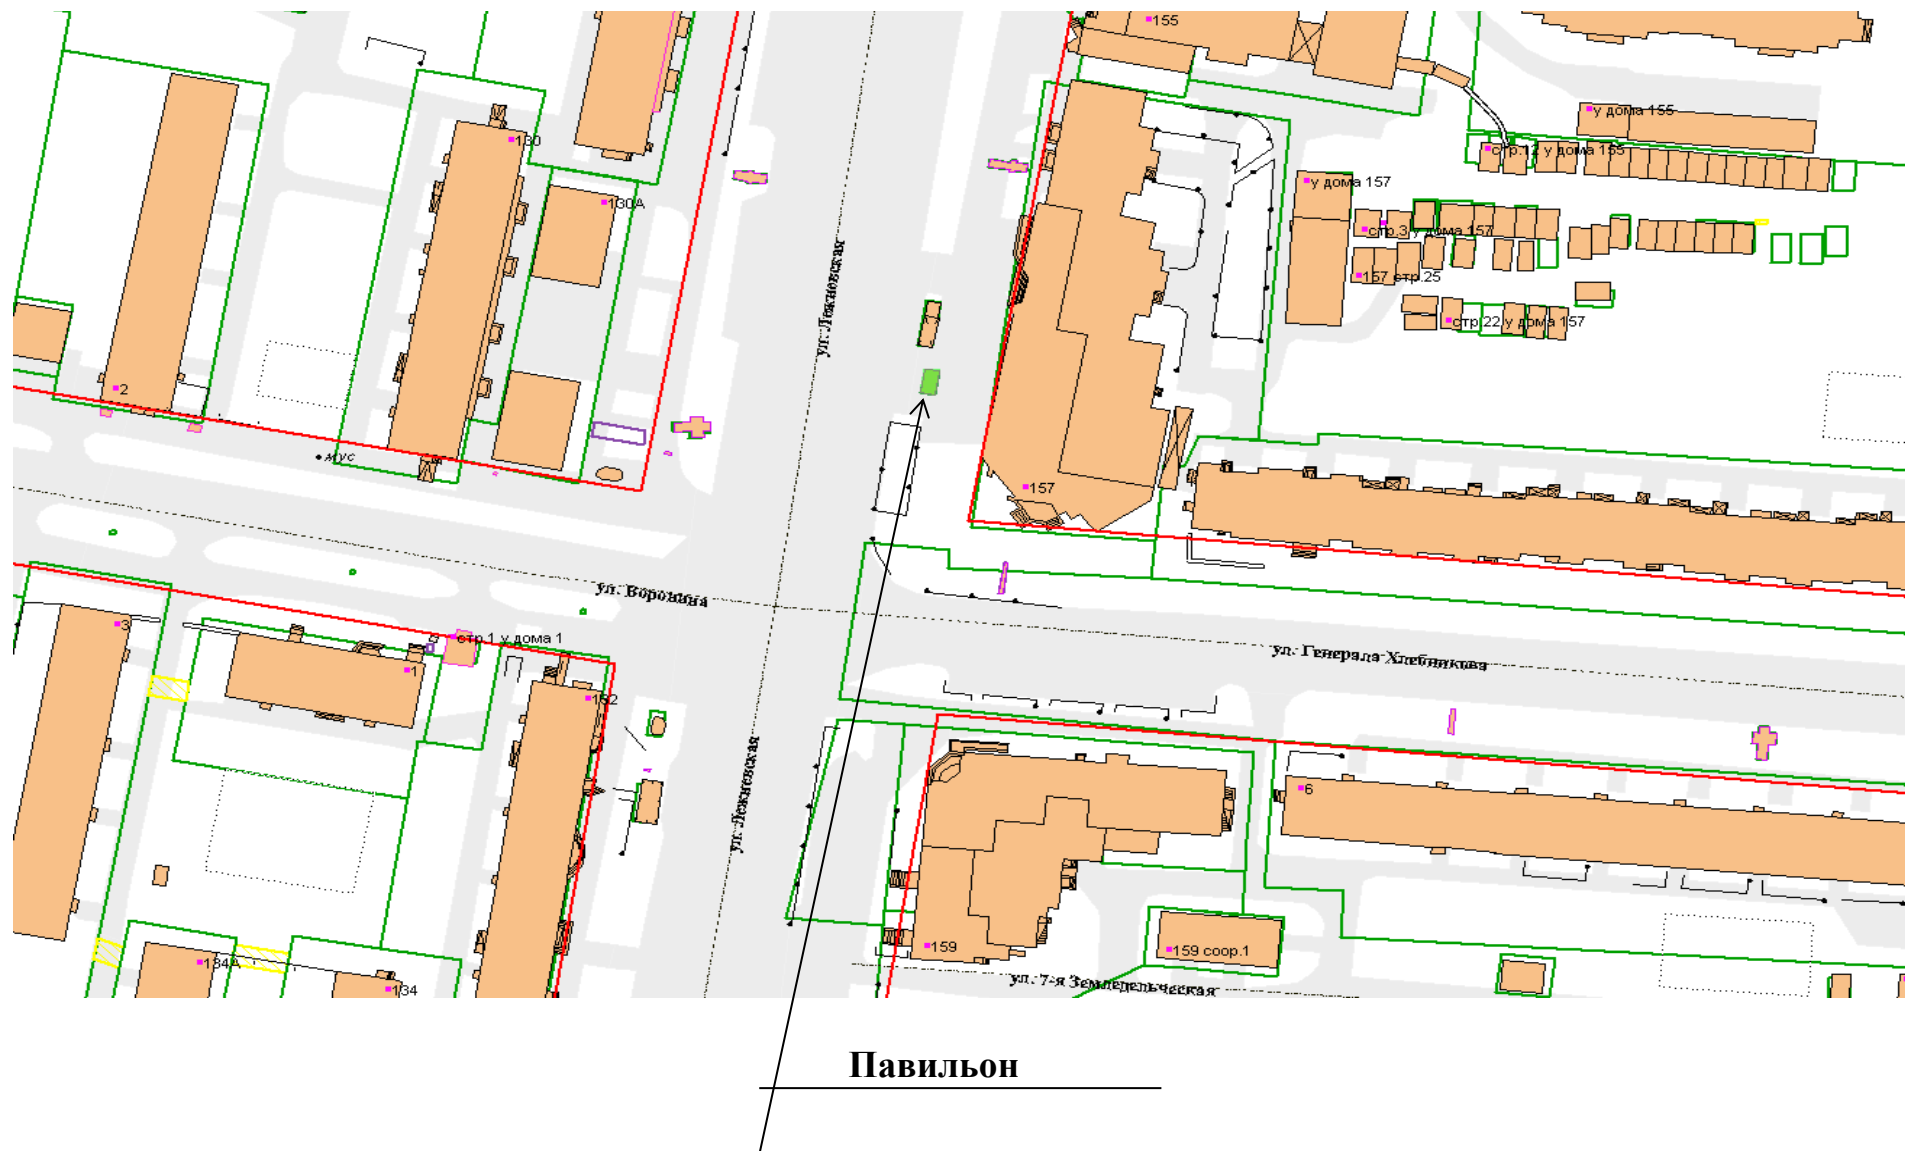 155
у дома 155
130
стр.12 у дома 155
у дома 157
130А
стр.3 у дома 157
157 стр.25
ул. Лежневская
стр.22 у дома 157
2
мус
157
ул. Воронина
3
стр.1 у дома 1
ул. Генерала Хлебникова
1
132
ул. Лежневская
6
159
159 соор.1
134А
ул. 7-я Земледельческая
134
Павильон